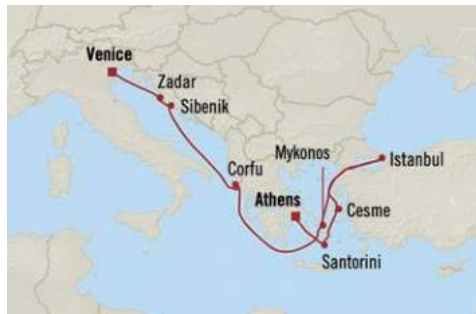 Venice
Zadar
Sibenik
Mykonos
Istanbul
Corfu
Athens
Cesme
Santorini